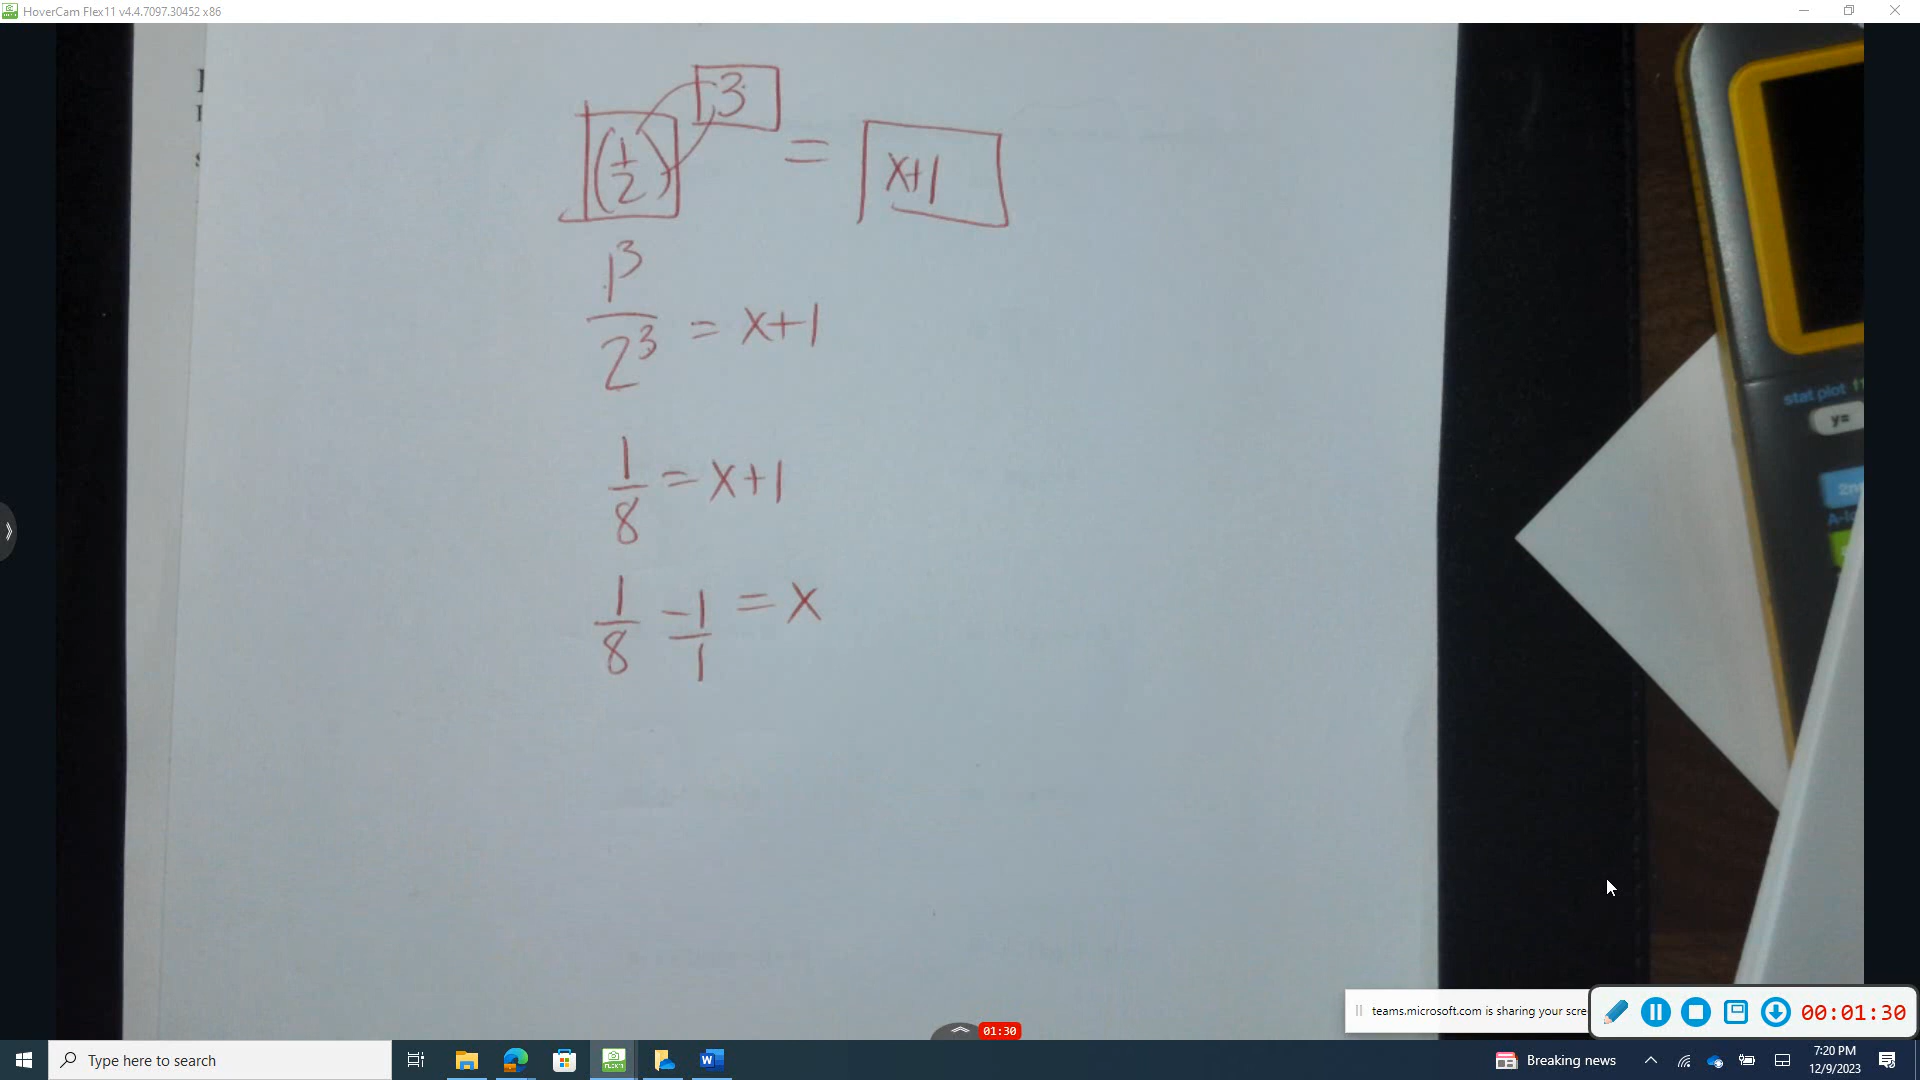 HoverCam Flex11 v4.4.7097.30452 x86
(1/2)^3 = x+1
1^3/2^3 = x+1
1/8 = x+1
1/8 -1/1 = x
stat plot
y=
2nd
teams.microsoft.com is sharing your scre
00:01:30
01:30
Type here to search
Breaking news
7:20 PM
12/9/2023